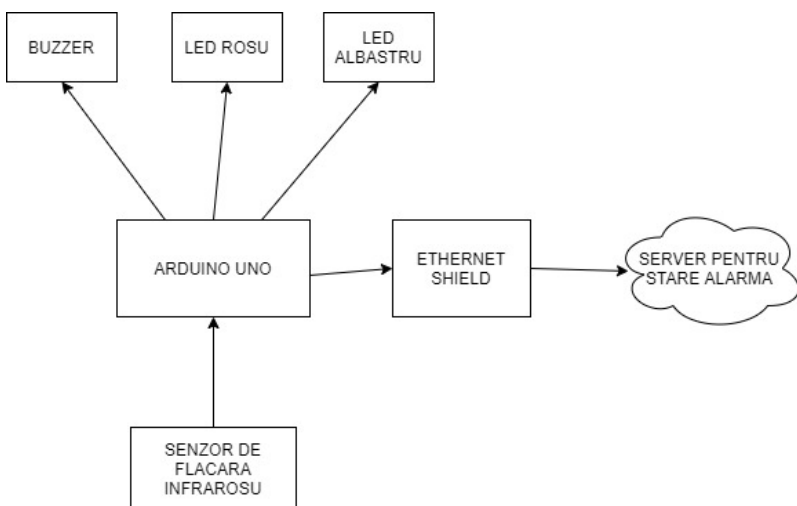 BUZZER
LED ROSU
LED
ALBASTRU
ARDUINO UNO
ETHERNET
SHIELD
SERVER PENTRU
STARE ALARMA
SENZOR DE
FLACARA
INFRAROSU